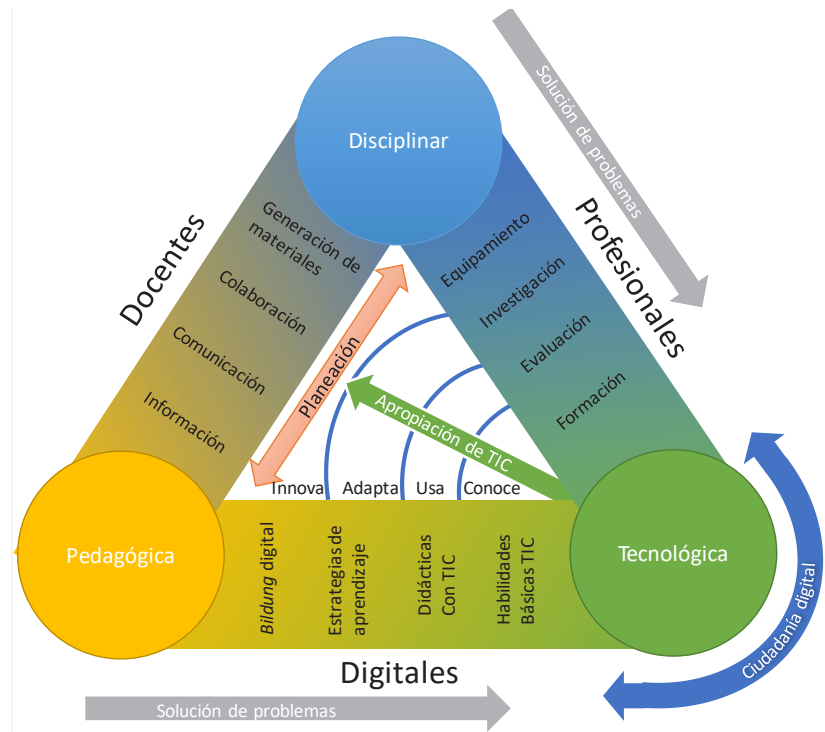 Disciplinar
Solución de problemas
Docentes
Profesionales
Generación de
materiales
Colaboración
Comunicación
Información
Equipamiento
Investigación
Evaluación
Formación
Planeación
Apropiación de TIC
Innova
Adapta
Usa
Conoce
Pedagógica
Tecnológica
Bildung digital
Estrategias de
aprendizaje
Didácticas
Con TIC
Habilidades
Básicas TIC
Ciudadanía digital
Digitales
Solución de problemas